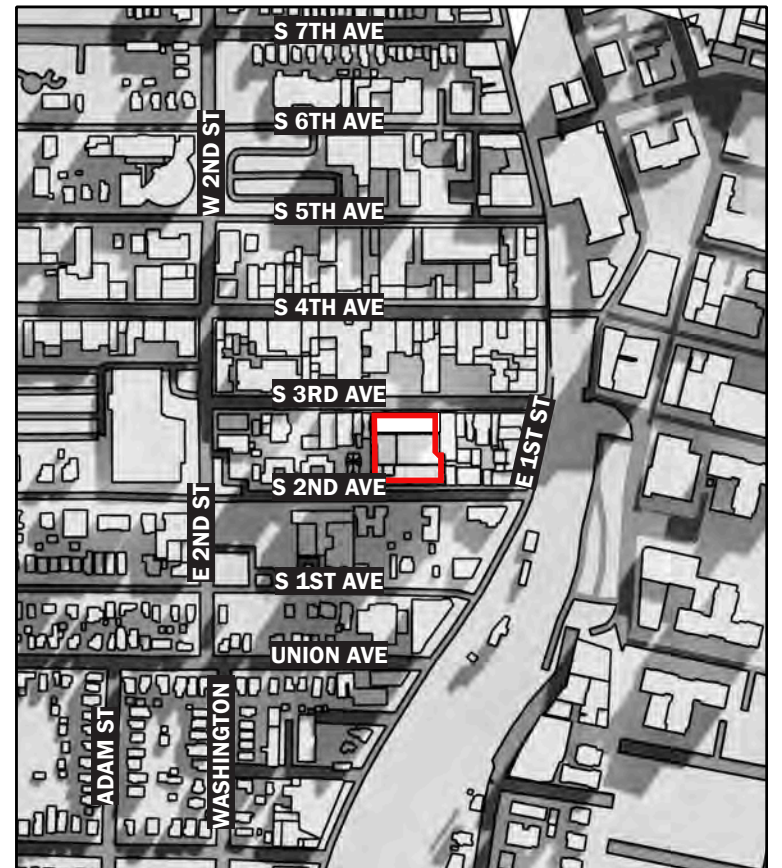 S 7TH AVE
S 6TH AVE
W 2ND ST
S 5TH AVE
S 4TH AVE
S 3RD AVE
E 1ST ST
S 2ND AVE
E 2ND ST
S 1ST AVE
UNION AVE
ADAM ST
WASHINGTON